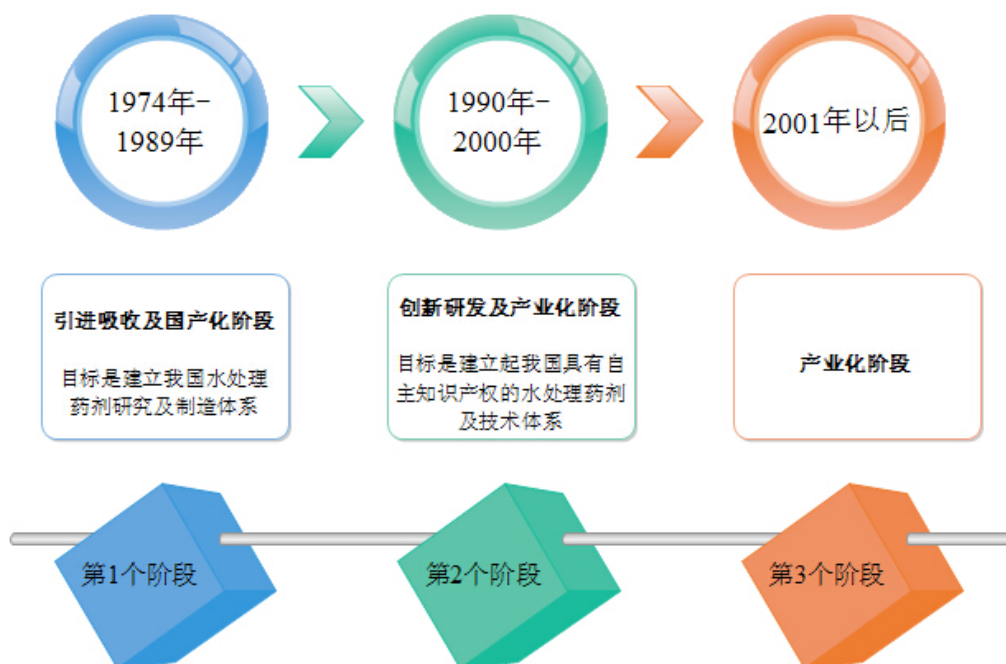 1974年-
1989年
1990年-
2000年
2001年以后
引进吸收及国产化阶段
目标是建立我国水处理
药剂研究及制造体系
创新研发及产业化阶段
目标是建立起我国具有自
主知识产权的水处理药剂
及技术体系
产业化阶段
第1个阶段
第2个阶段
第3个阶段